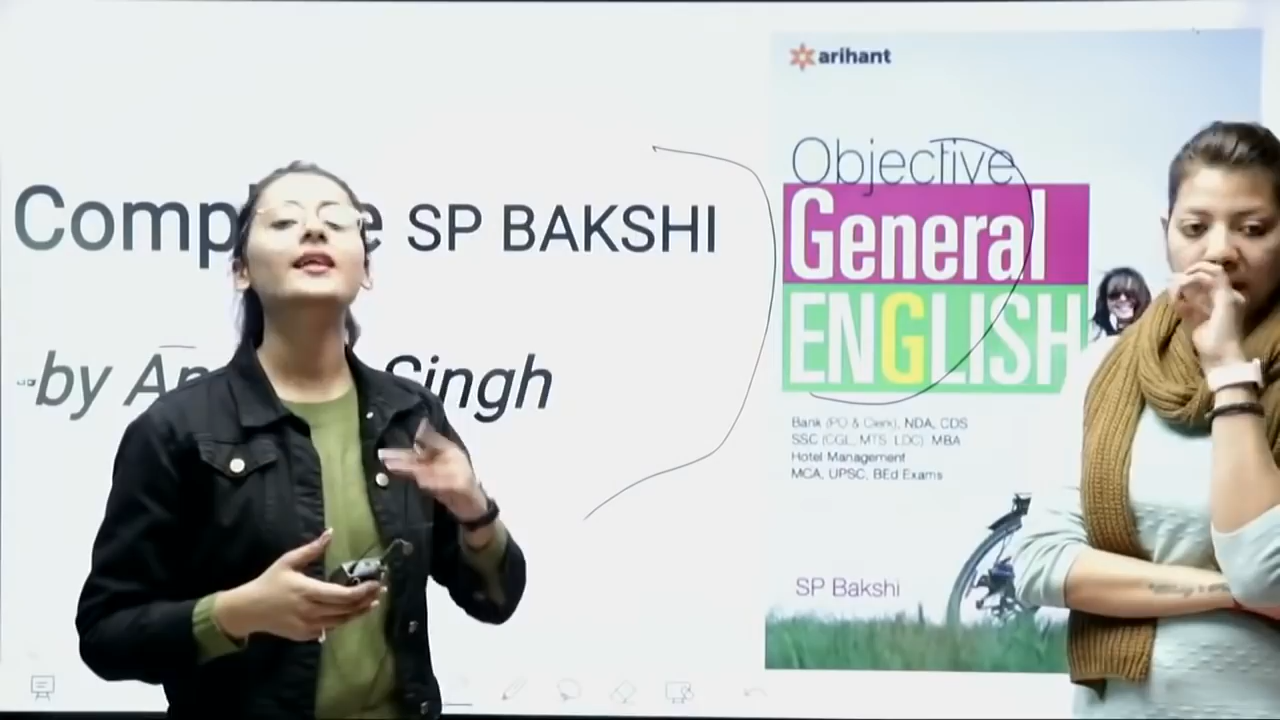 SP BAKSHI
by Singh
arihant
Objective
General
ENGLISH
Bank (PO & Clerk), NDA, CDS
SSC (CGL, MTS, LDC) MBA
Hotel Management
MCA, UPSC, BEd Exams
SP Bakshi